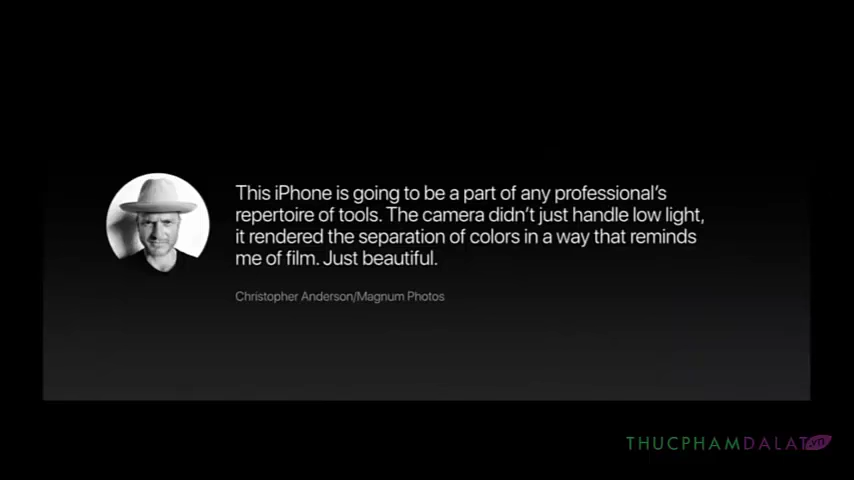 This iPhone is going to be a part of any professional's
repertoire of tools. The camera didn't just handle low light,
it rendered the separation of colors in a way that reminds
me of film. Just beautiful.
Christopher Anderson/Magnum Photos
THUCPHAMDALAT.vn